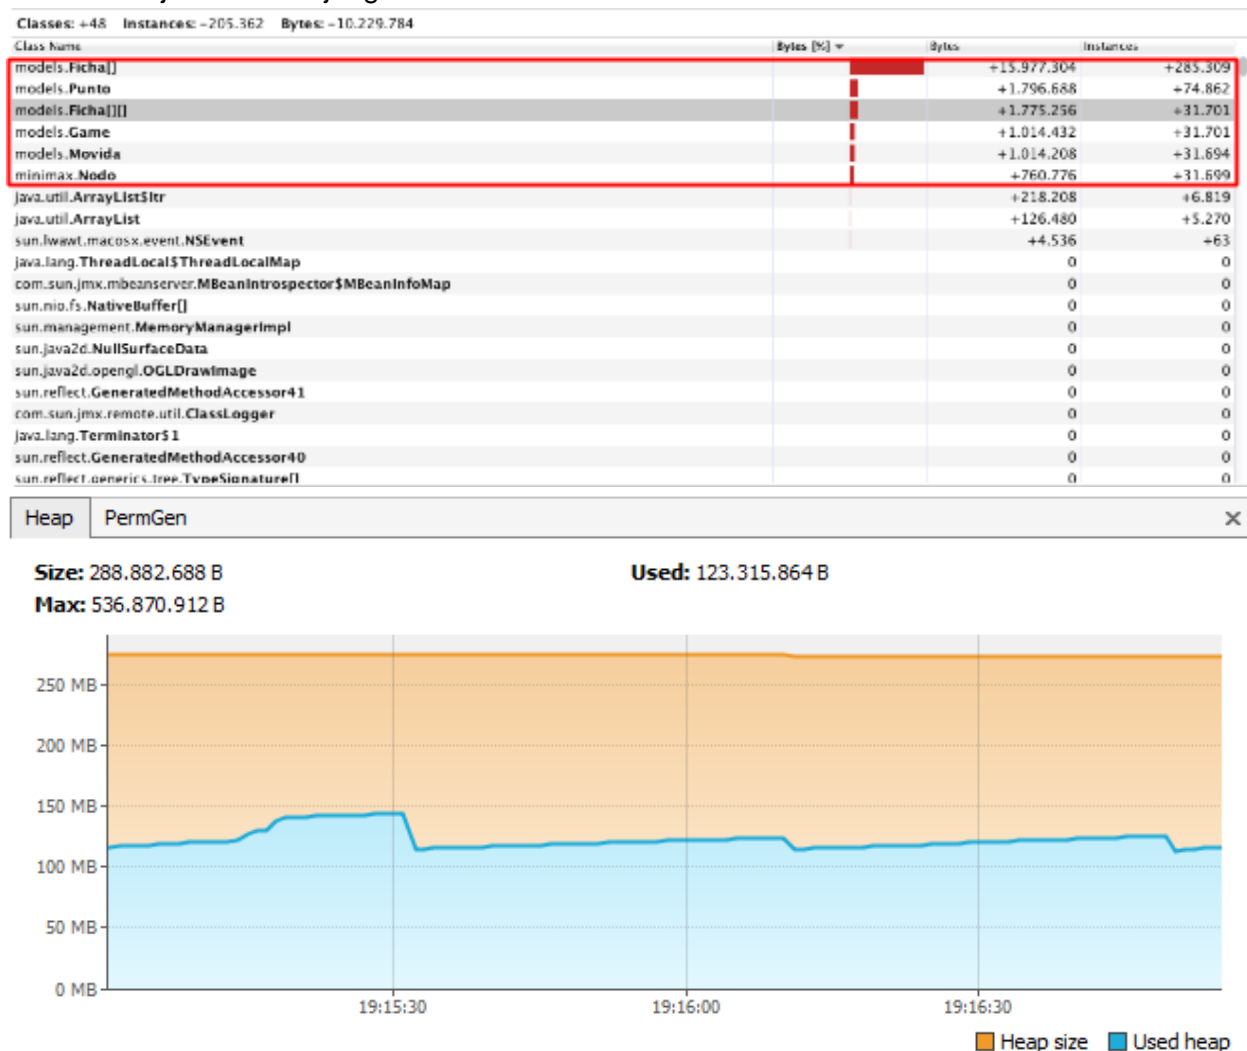 Classes: +48 Instances: -205.362 Bytes: -10.229.784
Class Name Bytes [%] Bytes Instances
models.Ficha[] +15.977.304 +285.309
models.Punto +1.796.688 +74.862
models.Ficha[][] +1.775.256 +31.701
models.Game +1.014.432 +31.701
models.Movida +1.014.208 +31.694
minimax.Nodo +760.776 +31.699
java.util.ArrayList$Itr +218.208 +6.819
java.util.ArrayList +126.480 +5.270
sun.lwawt.macosx.event.NSEvent +4.536 +63
java.lang.ThreadLocal$ThreadLocalMap 0 0
com.sun.jmx.mbeanserver.MBeanIntrospector$MBeanInfoMap 0 0
sun.nio.fs.NativeBuffer[] 0 0
sun.management.MemoryManagerImpl 0 0
sun.java2d.NullSurfaceData 0 0
sun.java2d.opengl.OGLDrawImage 0 0
sun.reflect.GeneratedMethodAccessor41 0 0
com.sun.jmx.remote.util.ClassLogger 0 0
java.lang.Terminator$1 0 0
sun.reflect.GeneratedMethodAccessor40 0 0
sun.reflect.generics.tree.TypeSignature[] 0 0
Heap PermGen
Size: 288.882.688 B Used: 123.315.864 B
Max: 536.870.912 B
250 MB
200 MB
150 MB
100 MB
50 MB
0 MB
19:15:30 19:16:00 19:16:30
Heap size Used heap